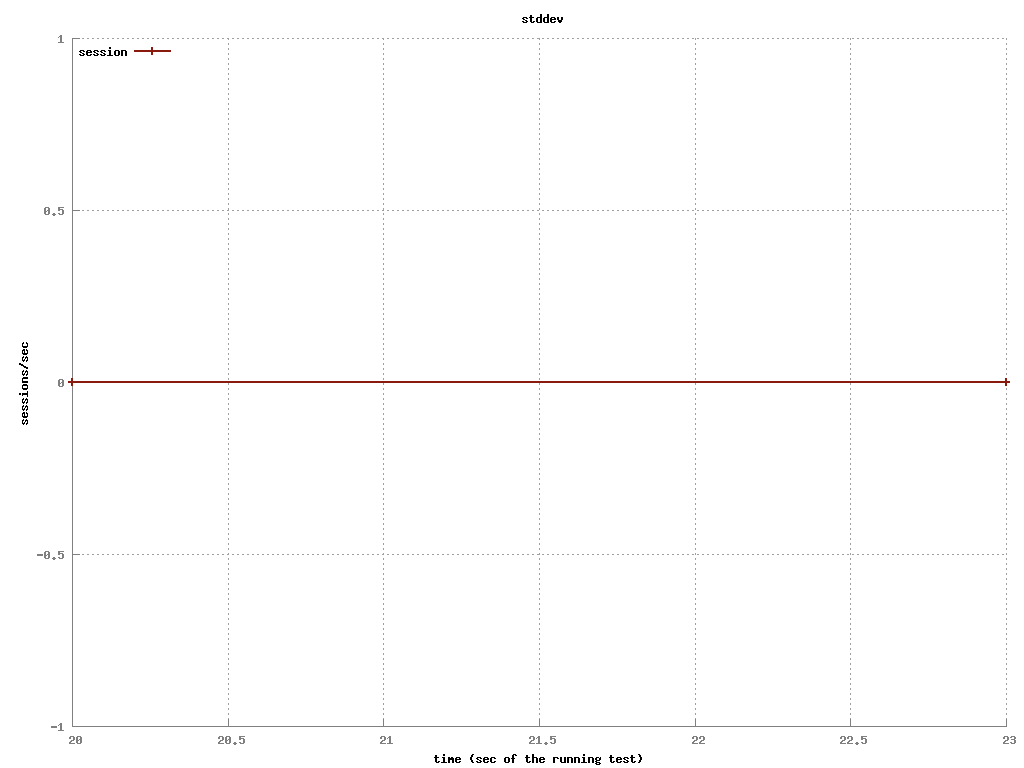 stddev
session
1
0.5
0
-0.5
-1
sessions/sec
20 20.5 21 21.5 22 22.5 23
time (sec of the running test)